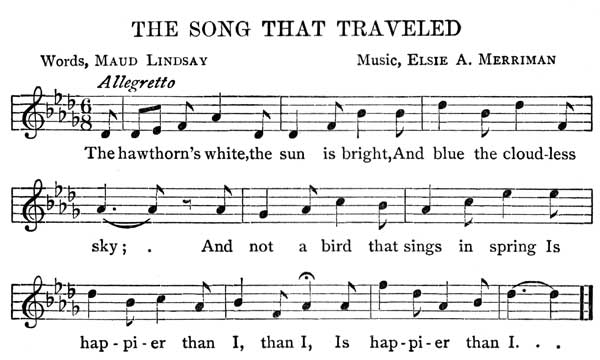 THE SONG THAT TRAVELED
Words, MAUD LINDSAY Music, ELSIE A. MERRIMAN
Allegretto
6
8
The hawthorn's white, the sun is bright, And blue the cloud-less
sky; . And not a bird that sings in spring Is
hap-pi-er than I, than I, Is hap-pi-er than I. . .